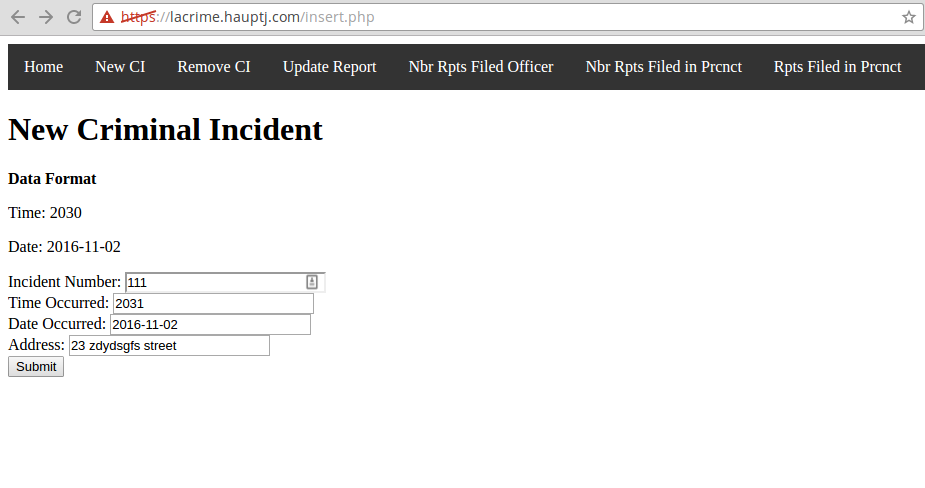 https://lacrime.hauptj.com/insert.php
Home New CI Remove CI Update Report Nbr Rpts Filed Officer Nbr Rpts Filed in Prcnct Rpts Filed in Prcnct
New Criminal Incident
Data Format
Time: 2030
Date: 2016-11-02
Incident Number: 111
Time Occurred: 2031
Date Occurred: 2016-11-02
Address: 23 zdydsgfs street
Submit